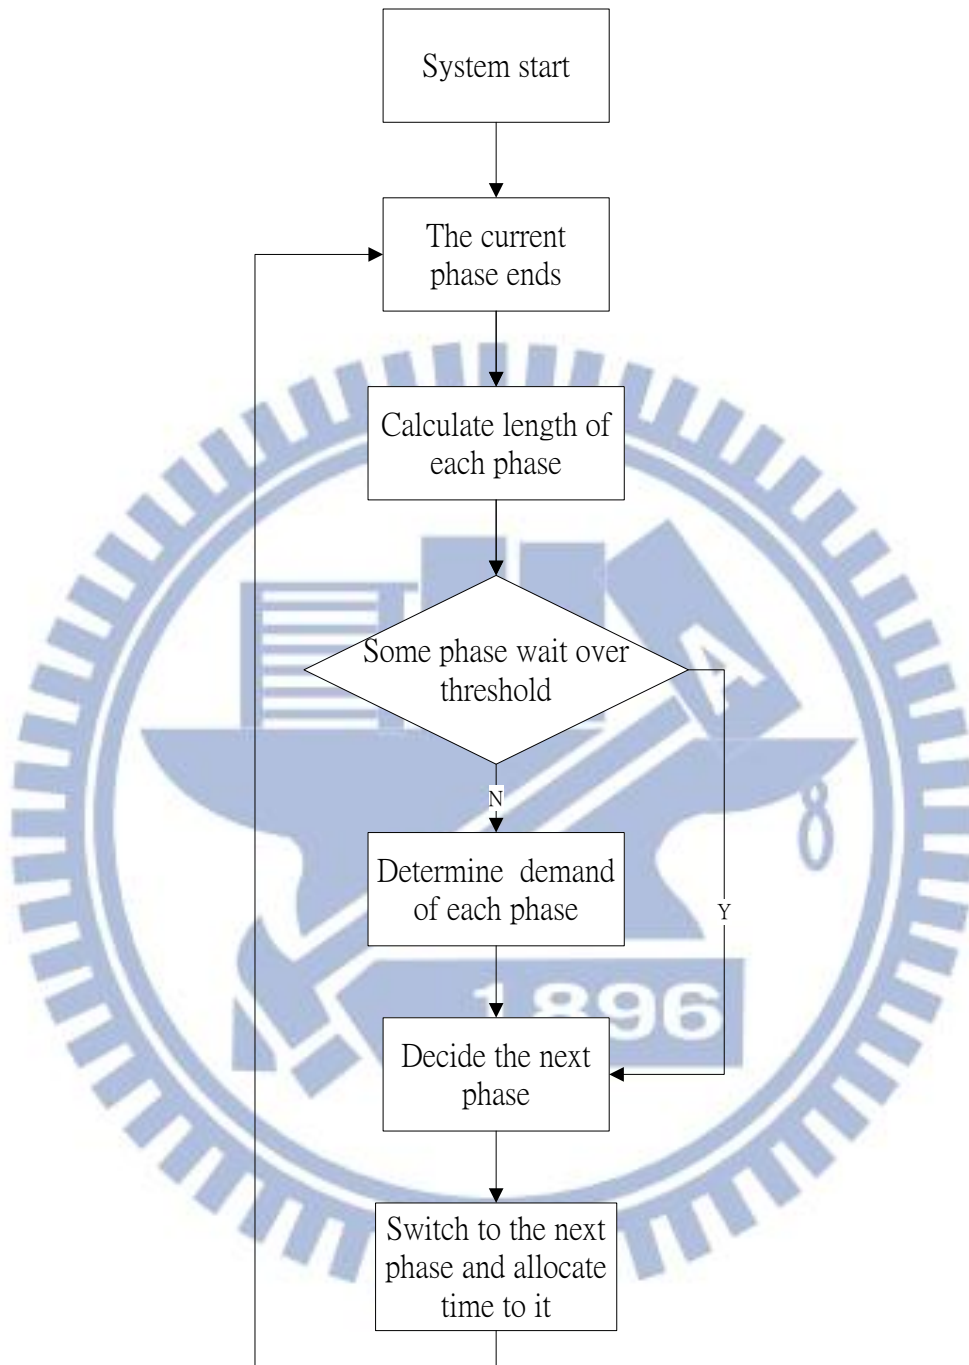 System start
The current
phase ends
Calculate length of
each phase
Some phase wait over
threshold
N
Determine demand
of each phase
Y
1896
Decide the next
phase
Switch to the next
phase and allocate
time to it